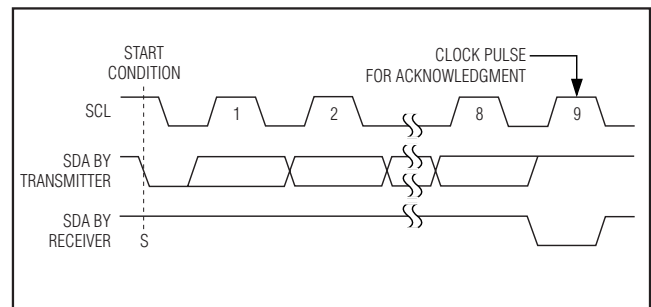 START
CONDITION
CLOCK PULSE
FOR ACKNOWLEDGMENT
SCL
1
2
8
9
SDA BY
TRANSMITTER
SDA BY
RECEIVER
S